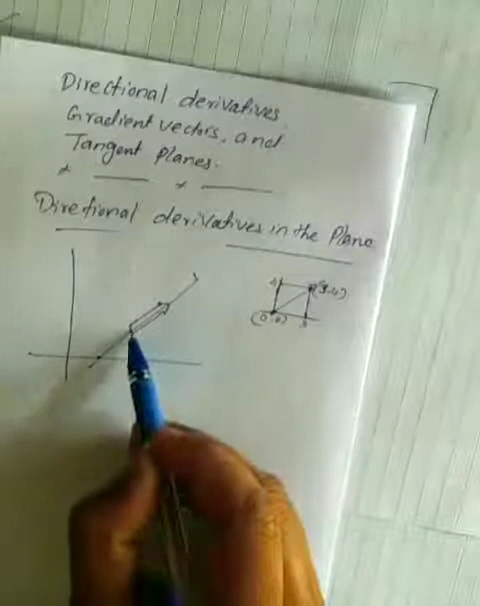 Directional derivatives,
Gradient vectors, and
Tangent Planes.
Directional derivatives in the Plane
4
(3,4)
(0,0)
3